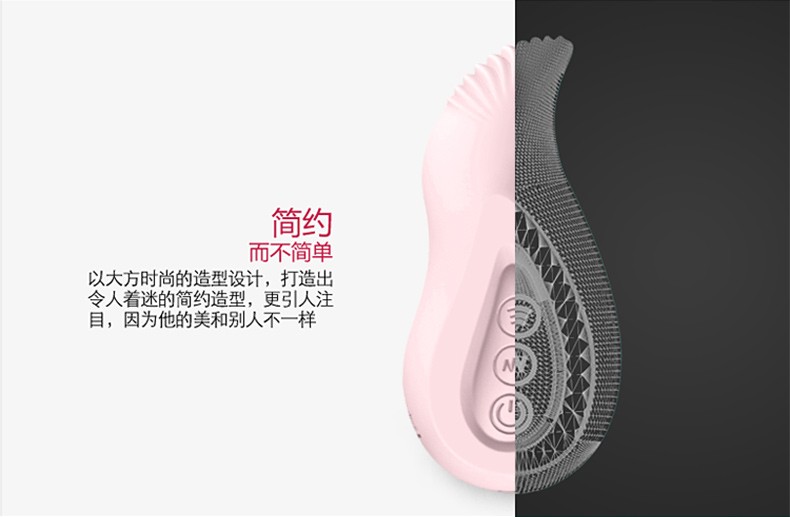 简约
而不简单
以大方时尚的造型设计，打造出
令人着迷的简约造型，更引人注
目，因为他的美和别人不一样